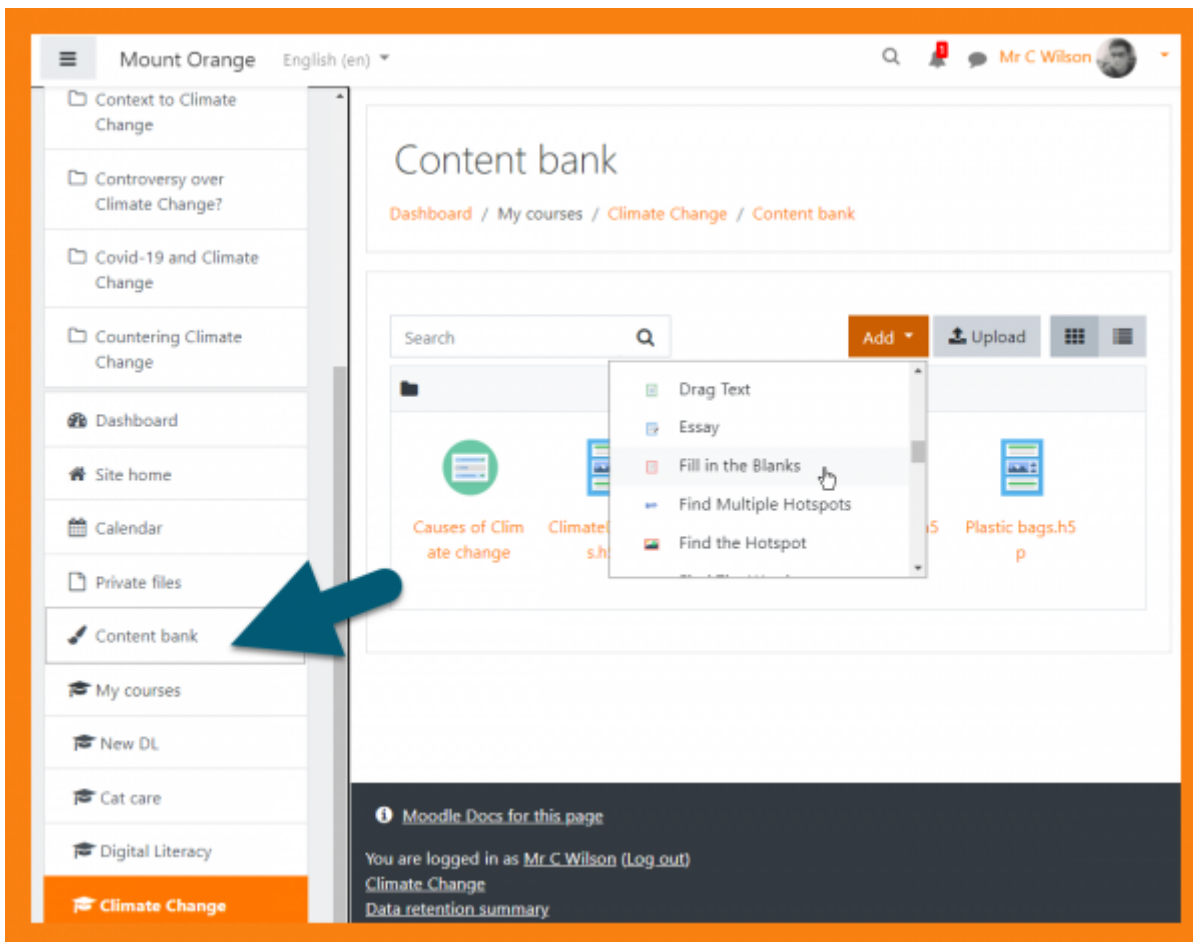 Mount Orange English (en)
1
Mr C Wilson
Context to Climate
Change
Controversy over
Climate Change?
Covid-19 and Climate
Change
Countering Climate
Change
Dashboard
Site home
Calendar
Private files
Content bank
My courses
New DL
Cat care
Digital Literacy
Climate Change
Content bank
Dashboard / My courses / Climate Change / Content bank
Search
Add
Upload
Drag Text
Essay
Fill in the Blanks
Find Multiple Hotspots
Find the Hotspot
Causes of Clim
ate change
Plastic bags.h5
p
Moodle Docs for this page
You are logged in as Mr C Wilson (Log out)
Climate Change
Data retention summary